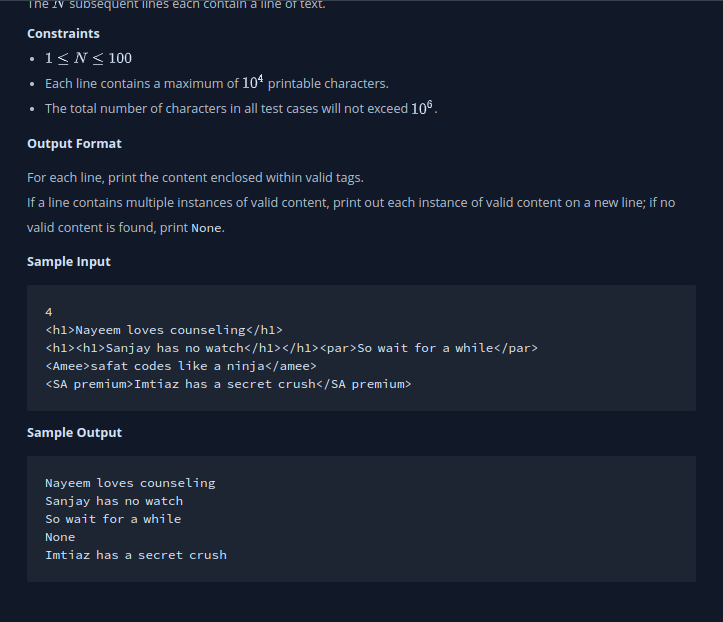 The N subsequent lines each contain a line of text.
Constraints
• 1 ≤ N ≤ 100
• Each line contains a maximum of 10⁴ printable characters.
• The total number of characters in all test cases will not exceed 10⁶.
Output Format
For each line, print the content enclosed within valid tags.
If a line contains multiple instances of valid content, print out each instance of valid content on a new line; if no
valid content is found, print None.
Sample Input
4
<h1>Nayeem loves counseling</h1>
<h1><h1>Sanjay has no watch</h1></h1><par>So wait for a while</par>
<Amee>safat codes like a ninja</amee>
<SA premium>Imtiaz has a secret crush</SA premium>
Sample Output
Nayeem loves counseling
Sanjay has no watch
So wait for a while
None
Imtiaz has a secret crush